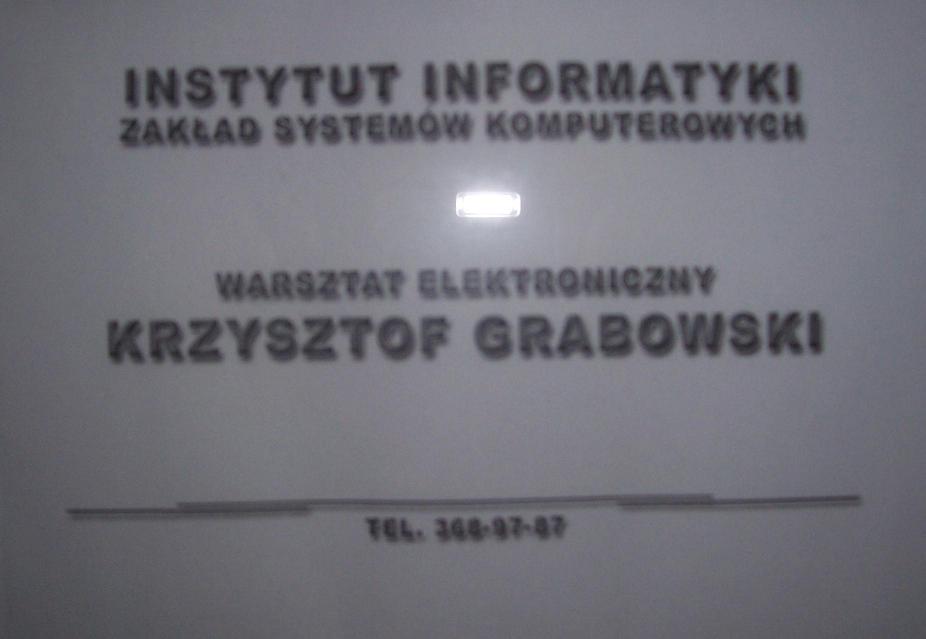 INSTYTUT INFORMATYKI
ZAKŁAD SYSTEMÓW KOMPUTEROWYCH
WARSZTAT ELEKTRONICZNY
KRZYSZTOF GRABOWSKI
TEL.